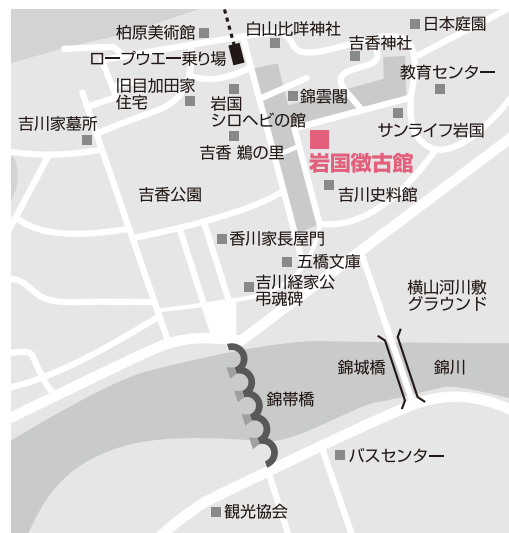 柏原美術館
白山比咩神社
日本庭園
ロープウエー乗り場
吉香神社
教育センター
旧目加田家
住宅
岩国
シロヘビの館
錦雲閣
吉川家墓所
サンライフ岩国
吉香 鵜の里
岩国徴古館
吉香公園
吉川史料館
香川家長屋門
五橋文庫
吉川経家公
弔魂碑
横山河川敷
グラウンド
錦城橋
錦川
錦帯橋
バスセンター
観光協会